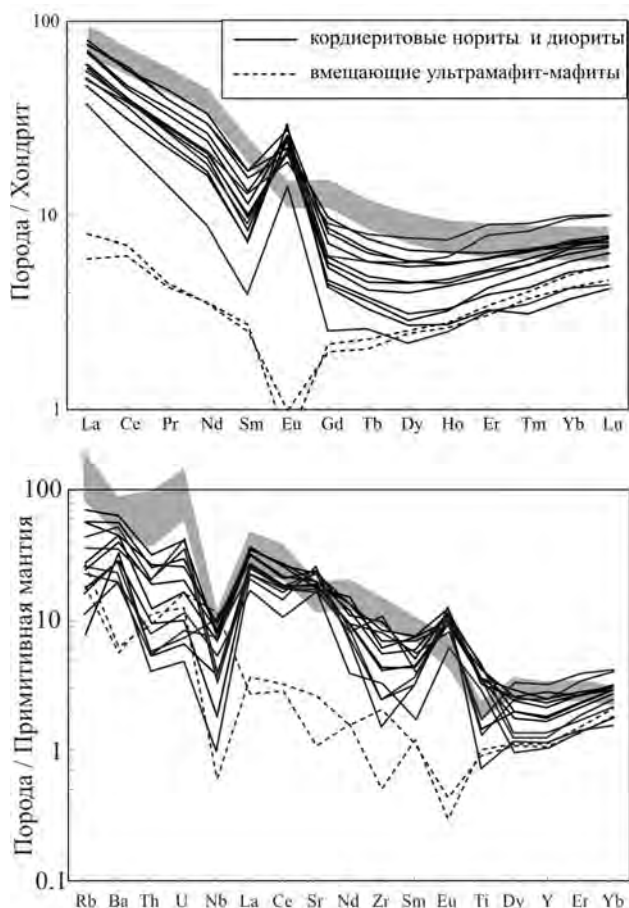 100
кордиеритовые нориты и диориты
вмещающие ультрамафит-мафиты
Порода / Хондрит
10
1
La Ce Pr Nd Sm Eu Gd Tb Dy Ho Er Tm Yb Lu
100
Порода / Примитивная мантия
10
1
0.1
Rb Ba Th U Nb La Ce Sr Nd Zr Sm Eu Ti Dy Y Er Yb